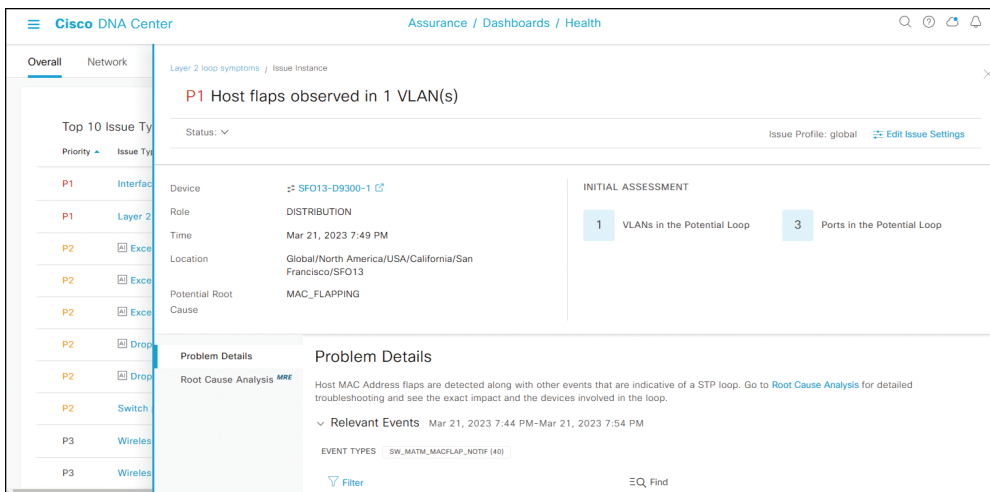 Cisco DNA Center
Assurance / Dashboards / Health
Overall Network
Top 10 Issue Ty
Priority Issue Typ
P1 Interfac
P1 Layer 2
P2 AI Exce
P2 AI Exce
P2 AI Exce
P2 AI Drop
P2 AI Drop
P2 Switch
P3 Wireles
P3 Wireles
Layer 2 loop symptoms / Issue Instance
P1 Host flaps observed in 1 VLAN(s)
Status:
Issue Profile: global Edit Issue Settings
Device SFO13-D9300-1
Role DISTRIBUTION
Time Mar 21, 2023 7:49 PM
Location Global/North America/USA/California/San
Francisco/SFO13
Potential Root MAC_FLAPPING
Cause
INITIAL ASSESSMENT
1 VLANs in the Potential Loop 3 Ports in the Potential Loop
Problem Details
Root Cause Analysis MRE
Problem Details
Host MAC Address flaps are detected along with other events that are indicative of a STP loop. Go to Root Cause Analysis for detailed
troubleshooting and see the exact impact and the devices involved in the loop.
Relevant Events Mar 21, 2023 7:44 PM-Mar 21, 2023 7:54 PM
EVENT TYPES SW_MATM_MACFLAP_NOTIF (40)
Filter Find